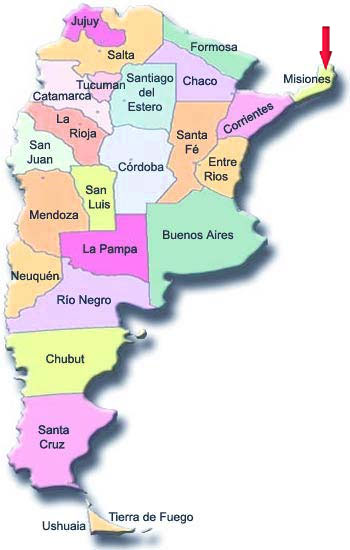 Jujuy
Salta
Formosa
Misiones
Chaco
Tucuman
Santiago
del
Estero
Catamarca
Corrientes
La
Rioja
Santa
Fé
San
Juan
Córdoba
Entre
Rios
San
Luis
Mendoza
Buenos Aires
La Pampa
Neuquén
Río Negro
Chubut
Santa
Cruz
Tierra de Fuego
Ushuaia